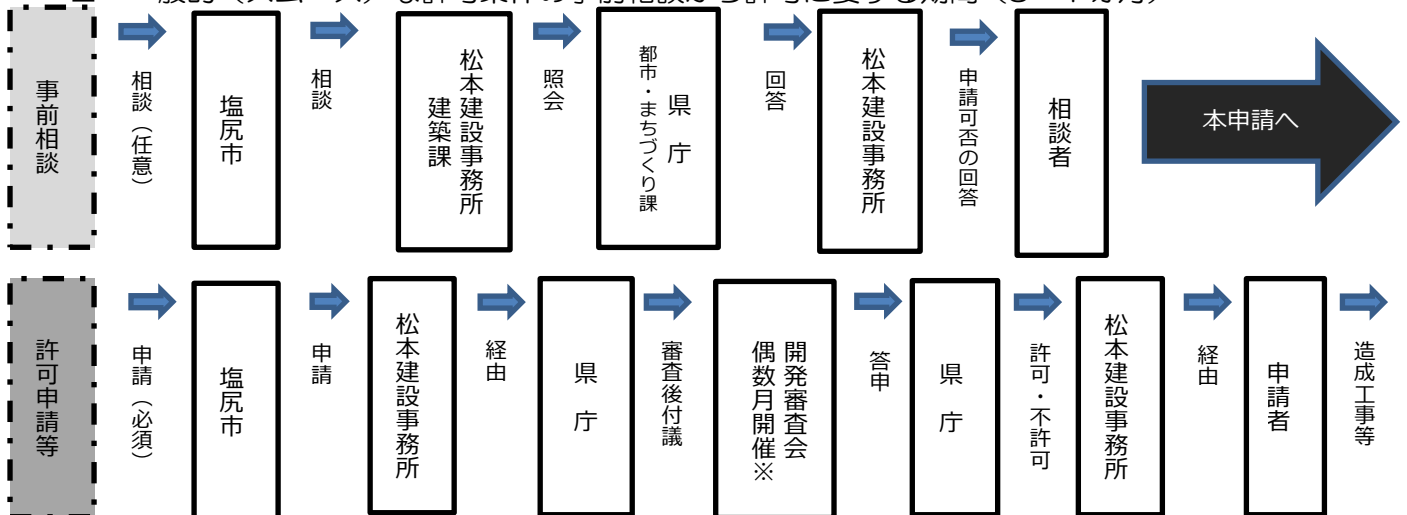 事前相談
相談（任意）
塩尻市
相談
松本建設事務所
建築課
照会
県庁
都市・まちづくり課
回答
松本建設事務所
申請可否の回答
相談者
本申請へ
許可申請等
申請（必須）
塩尻市
申請
松本建設事務所
経由
県庁
審査後付議
開発審査会
偶数月開催※
答申
県庁
許可・不許可
松本建設事務所
経由
申請者
造成工事等